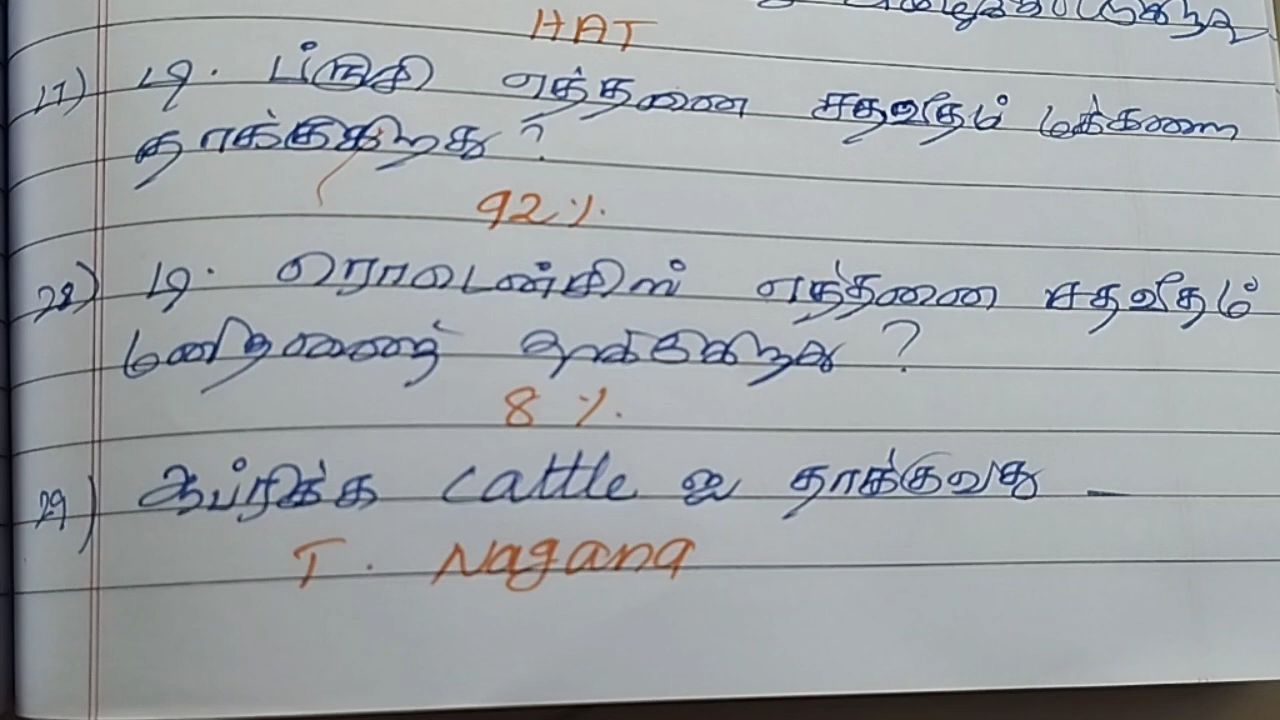 HAT
17) டி. ப்ருசி எத்தனை சதவீதம் மக்களை
தாக்குகிறது?
92 %.
28) டி. ரொடைன்சிஸ் எத்தனை சதவீதம்
மனிதனைத் தாக்குகிறது?
8 %.
29) ஆப்ரிக்க cattle ஐ தாக்குவது —
T. Nagana